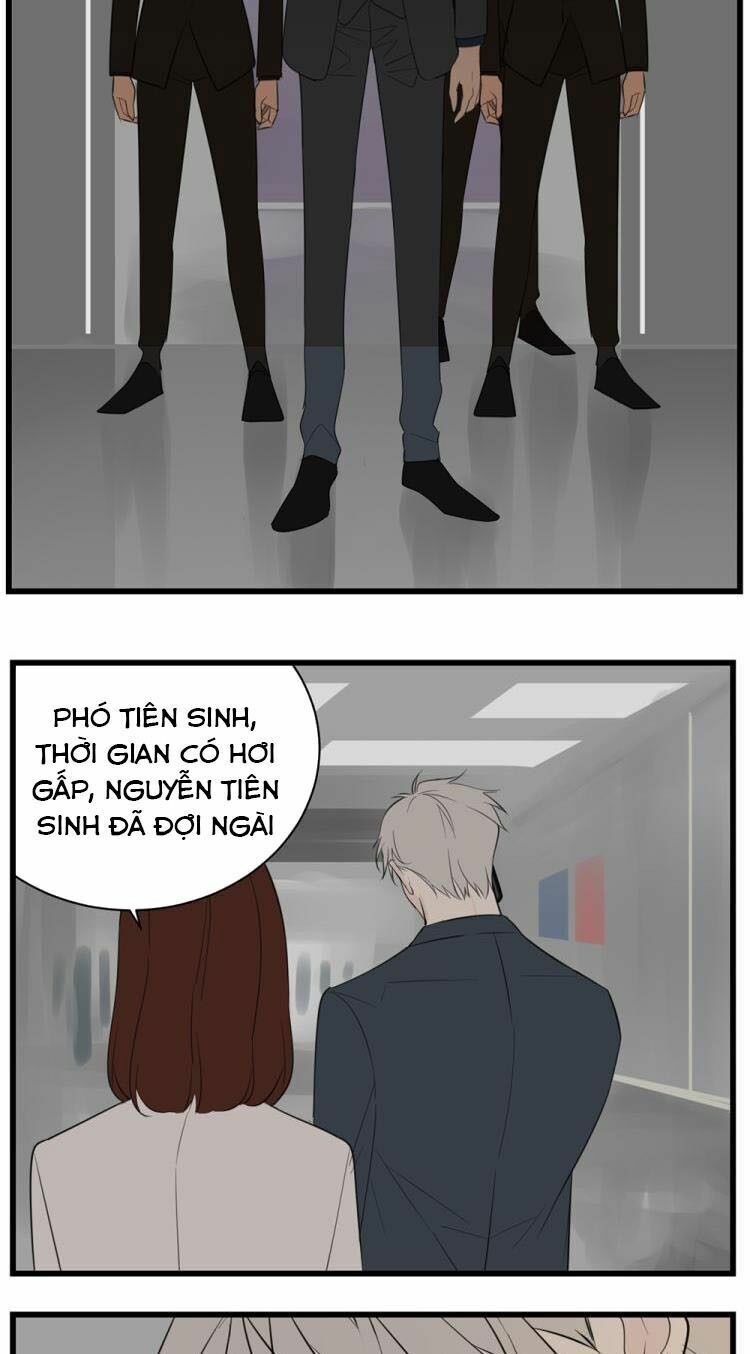 PHÓ TIÊN SINH,
THỜI GIAN CÓ HƠI
GẤP, NGUYỄN TIÊN
SINH ĐÃ ĐỢI NGÀI